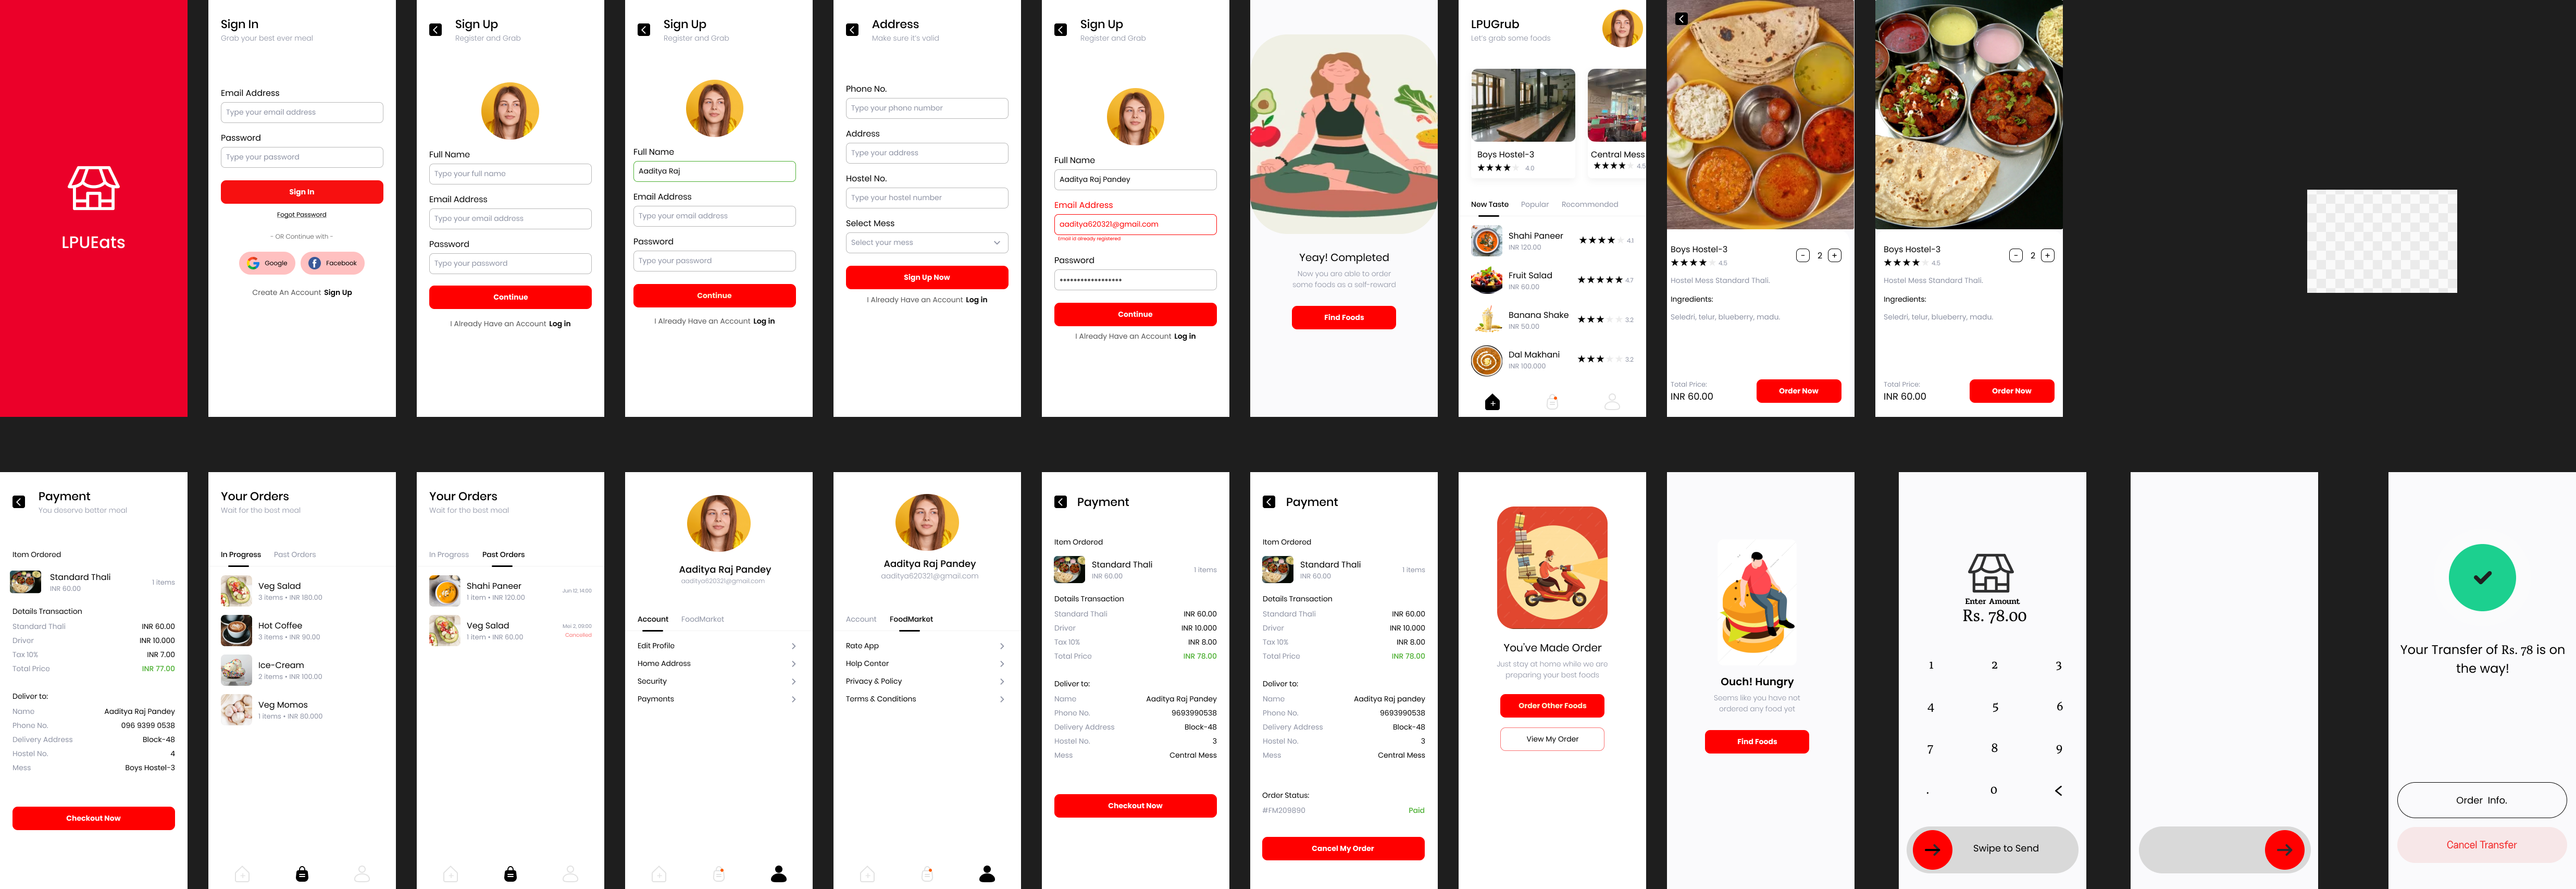 LPUEats
Sign In
Grab your best ever meal
Email Address
Type your email address
Password
Type your password
Sign In
Fogot Password
- OR Continue with -
Google
Facebook
Create An Account Sign Up
Sign Up
Register and Grab
Full Name
Type your full name
Email Address
Type your email address
Password
Type your password
Continue
I Already Have an Account Log in
Sign Up
Register and Grab
Full Name
Aaditya Raj
Email Address
Type your email address
Password
Type your password
Continue
I Already Have an Account Log in
Address
Make sure it's valid
Phone No.
Type your phone number
Address
Type your address
Hostel No.
Type your hostel number
Select Mess
Select your mess
Sign Up Now
I Already Have an Account Log in
Sign Up
Register and Grab
Full Name
Aaditya Raj Pandey
Email Address
aaditya620321@gmail.com
Email id already registered
Password
Continue
I Already Have an Account Log in
Yeay! Completed
Now you are able to order
some foods as a self-reward
Find Foods
LPUGrub
Let's grab some foods
Boys Hostel-3
4.0
Central Mess
4.5
New Taste
Popular
Recommended
Shahi Paneer
INR 120.00
4.1
Fruit Salad
INR 60.00
4.7
Banana Shake
INR 50.00
3.2
Dal Makhani
INR 100.000
3.2
Boys Hostel-3
4.5
- 2 +
Hostel Mess Standard Thali.
Ingredients:
Seledri, telur, blueberry, madu.
Total Price:
INR 60.00
Order Now
Boys Hostel-3
4.5
- 2 +
Hostel Mess Standard Thali.
Ingredients:
Seledri, telur, blueberry, madu.
Total Price:
INR 60.00
Order Now
Payment
You deserve better meal
Item Ordered
Standard Thali
INR 60.00
1 items
Details Transaction
Standard Thali INR 60.00
Driver INR 10.000
Tax 10% INR 7.00
Total Price INR 77.00
Deliver to:
Name Aaditya Raj Pandey
Phone No. 096 9399 0538
Delivery Address Block-48
Hostel No. 4
Mess Boys Hostel-3
Checkout Now
Your Orders
Wait for the best meal
In Progress
Past Orders
Veg Salad
3 items • INR 180.00
Hot Coffee
3 items • INR 90.00
Ice-Cream
2 items • INR 100.00
Veg Momos
1 items • INR 80.000
Your Orders
Wait for the best meal
In Progress
Past Orders
Shahi Paneer
1 item • INR 120.00
Jun 12, 14:00
Veg Salad
1 item • INR 60.00
Mei 2, 09:00
Cancelled
Aaditya Raj Pandey
aaditya620321@gmail.com
Account
FoodMarket
Edit Profile
Home Address
Security
Payments
Aaditya Raj Pandey
aaditya620321@gmail.com
Account
FoodMarket
Rate App
Help Center
Privacy & Policy
Terms & Conditions
Payment
Item Ordered
Standard Thali
INR 60.00
1 items
Details Transaction
Standard Thali INR 60.00
Driver INR 10.000
Tax 10% INR 8.00
Total Price INR 78.00
Deliver to:
Name Aaditya Raj Pandey
Phone No. 9693990538
Delivery Address Block-48
Hostel No. 3
Mess Central Mess
Checkout Now
Payment
Item Ordered
Standard Thali
INR 60.00
1 items
Details Transaction
Standard Thali INR 60.00
Driver INR 10.000
Tax 10% INR 8.00
Total Price INR 78.00
Deliver to:
Name Aaditya Raj pandey
Phone No. 9693990538
Delivery Address Block-48
Hostel No. 3
Mess Central Mess
Order Status:
#FM209890 Paid
Cancel My Order
You've Made Order
Just stay at home while we are
preparing your best foods
Order Other Foods
View My Order
Ouch! Hungry
Seems like you have not
ordered any food yet
Find Foods
Enter Amount
Rs. 78.00
1 2 3
4 5 6
7 8 9
. 0 <
Swipe to Send
Your Transfer of Rs. 78 is on
the way!
Order Info.
Cancel Transfer